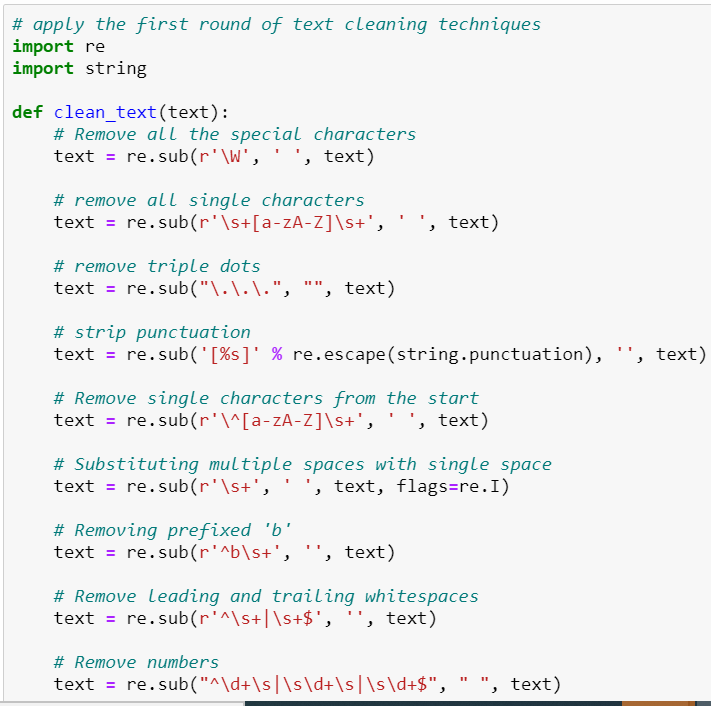 # apply the first round of text cleaning techniques
import re
import string

def clean_text(text):
    # Remove all the special characters
    text = re.sub(r'\W', ' ', text)

    # remove all single characters
    text = re.sub(r'\s+[a-zA-Z]\s+', ' ', text)

    # remove triple dots
    text = re.sub("\.\.\.", "", text)

    # strip punctuation
    text = re.sub('[%s]' % re.escape(string.punctuation), '', text)

    # Remove single characters from the start
    text = re.sub(r'\^[a-zA-Z]\s+', ' ', text)

    # Substituting multiple spaces with single space
    text = re.sub(r'\s+', ' ', text, flags=re.I)

    # Removing prefixed 'b'
    text = re.sub(r'^b\s+', '', text)

    # Remove leading and trailing whitespaces
    text = re.sub(r'^\s+|\s+$', '', text)

    # Remove numbers
    text = re.sub("^\d+\s|\s\d+\s|\s\d+$", " ", text)